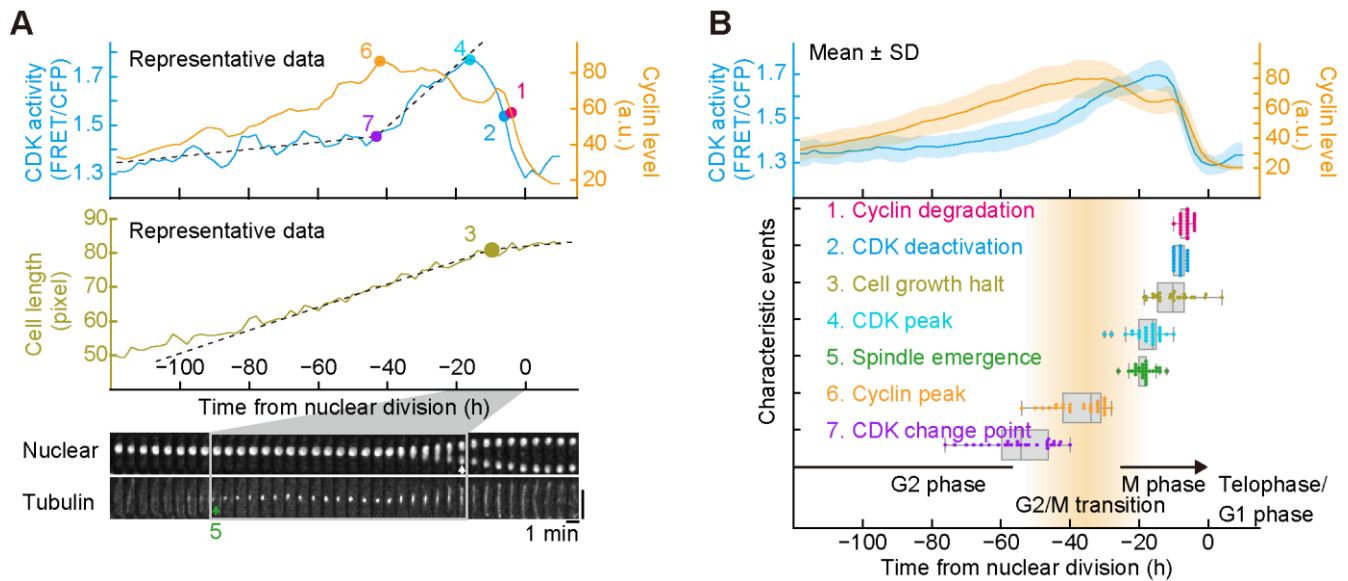 A
Representative data
CDK activity
(FRET/CFP)
1.7
1.5
1.3
6
4
1
2
7
80
60
40
20
Cyclin level
(a.u.)
Representative data
Cell length
(pixel)
90
80
70
60
50
3
−100 −80 −60 −40 −20 0
Time from nuclear division (h)
Nuclear
Tubulin
5
1 min
B
Mean ± SD
CDK activity
(FRET/CFP)
1.7
1.5
1.3
80
60
40
20
Cyclin level
(a.u.)
Characteristic events
1. Cyclin degradation
2. CDK deactivation
3. Cell growth halt
4. CDK peak
5. Spindle emergence
6. Cyclin peak
7. CDK change point
G2 phase
G2/M transition
M phase
Telophase/
G1 phase
−100 −80 −60 −40 −20 0
Time from nuclear division (h)